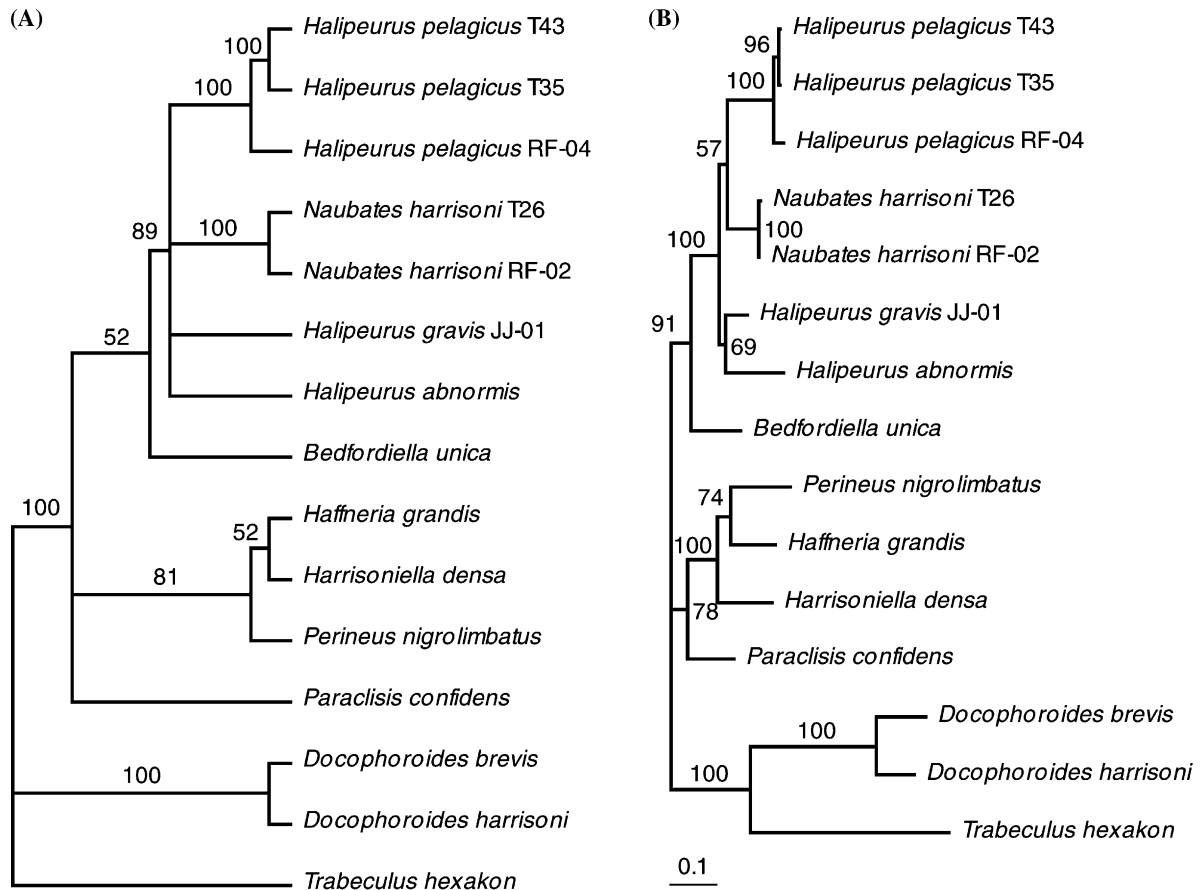 (A)
Halipeurus pelagicus T43
100
Halipeurus pelagicus T35
100
Halipeurus pelagicus RF-04
Naubates harrisoni T26
89
100
Naubates harrisoni RF-02
52
Halipeurus gravis JJ-01
Halipeurus abnormis
Bedfordiella unica
100
Haffneria grandis
52
81
Harrisoniella densa
Perineus nigrolimbatus
Paraclisis confidens
Docophoroides brevis
100
Docophoroides harrisoni
Trabeculus hexakon
(B)
Halipeurus pelagicus T43
96
100
Halipeurus pelagicus T35
Halipeurus pelagicus RF-04
57
Naubates harrisoni T26
100
100
Naubates harrisoni RF-02
Halipeurus gravis JJ-01
91
69
Halipeurus abnormis
Bedfordiella unica
Perineus nigrolimbatus
74
Haffneria grandis
100
Harrisoniella densa
78
Paraclisis confidens
Docophoroides brevis
100
Docophoroides harrisoni
100
Trabeculus hexakon
0.1